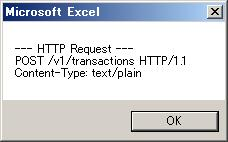 Microsoft Excel
--- HTTP Request ---
POST /v1/transactions HTTP/1.1
Content-Type: text/plain
OK